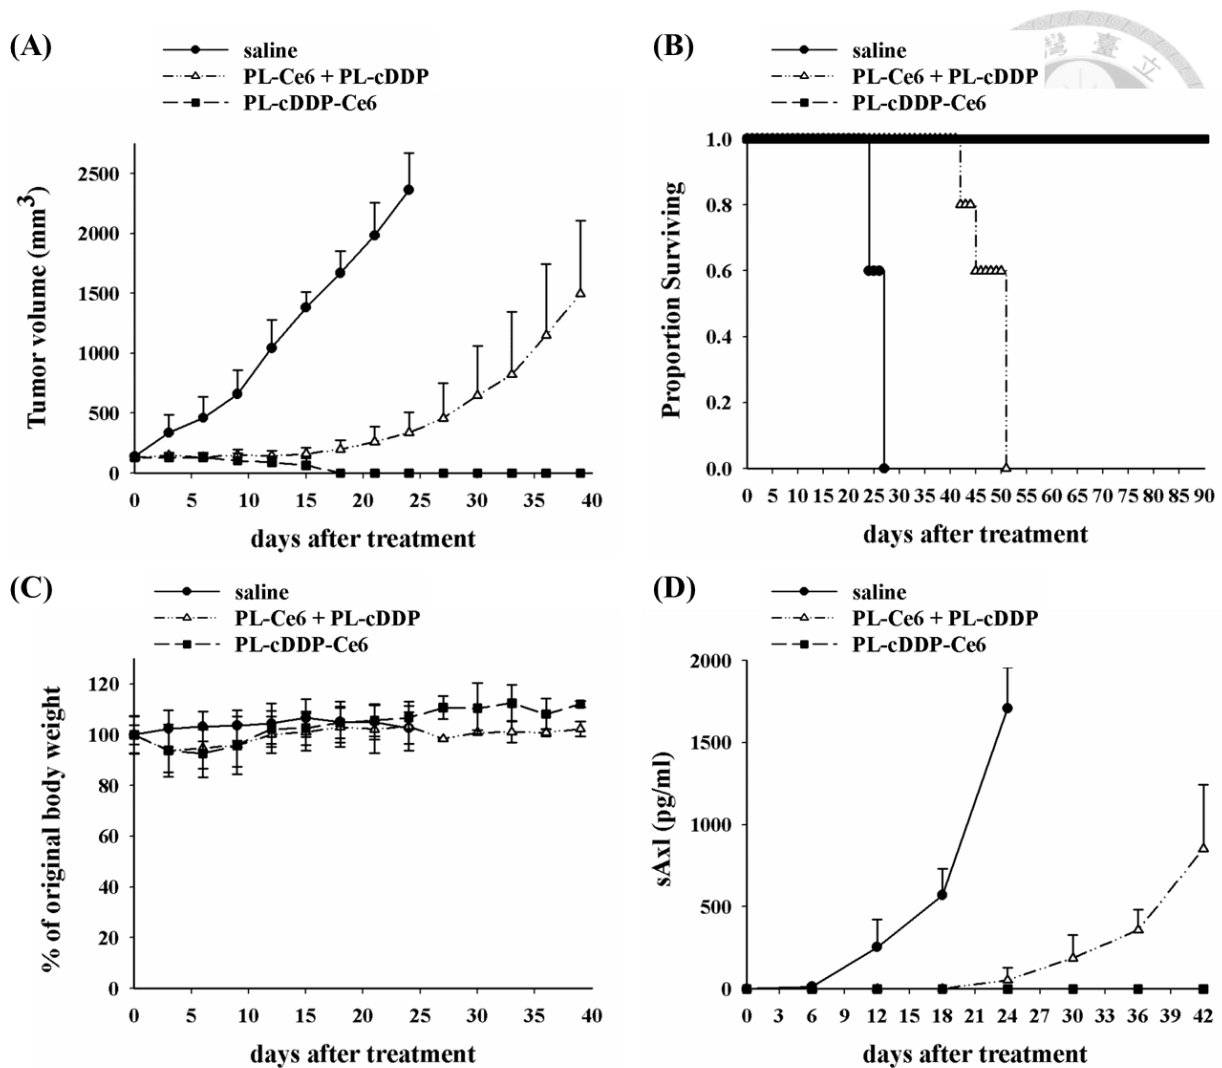 (A)
saline
PL-Ce6 + PL-cDDP
PL-cDDP-Ce6
Tumor volume (mm3)
2500
2000
1500
1000
500
0
0 5 10 15 20 25 30 35 40
days after treatment
(B)
saline
PL-Ce6 + PL-cDDP
PL-cDDP-Ce6
灣 臺 立
Proportion Surviving
1.0
0.8
0.6
0.4
0.2
0.0
0 5 10 15 20 25 30 35 40 45 50 55 60 65 70 75 80 85 90
days after treatment
(C)
saline
PL-Ce6 + PL-cDDP
PL-cDDP-Ce6
% of original body weight
120
100
80
60
40
20
0
0 5 10 15 20 25 30 35 40
days after treatment
(D)
saline
PL-Ce6 + PL-cDDP
PL-cDDP-Ce6
sAxl (pg/ml)
2000
1500
1000
500
0
0 3 6 9 12 15 18 21 24 27 30 33 36 39 42
days after treatment